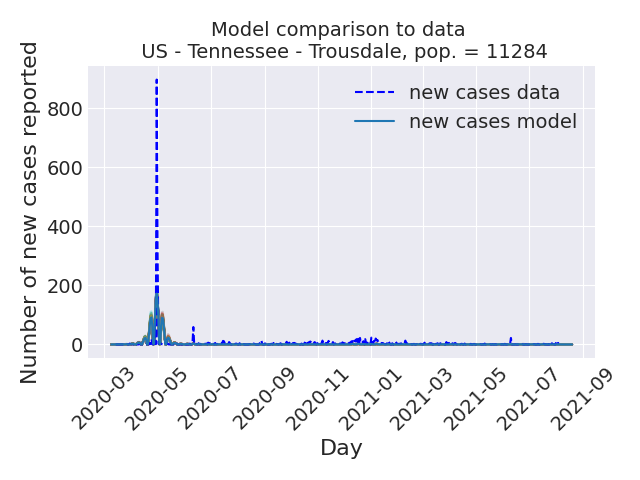 Model comparison to data
US - Tennessee - Trousdale, pop. = 11284
Number of new cases reported
800
600
400
200
0
new cases data
new cases model
2020-03
2020-05
2020-07
2020-09
2020-11
2021-01
2021-03
2021-05
2021-07
2021-09
Day